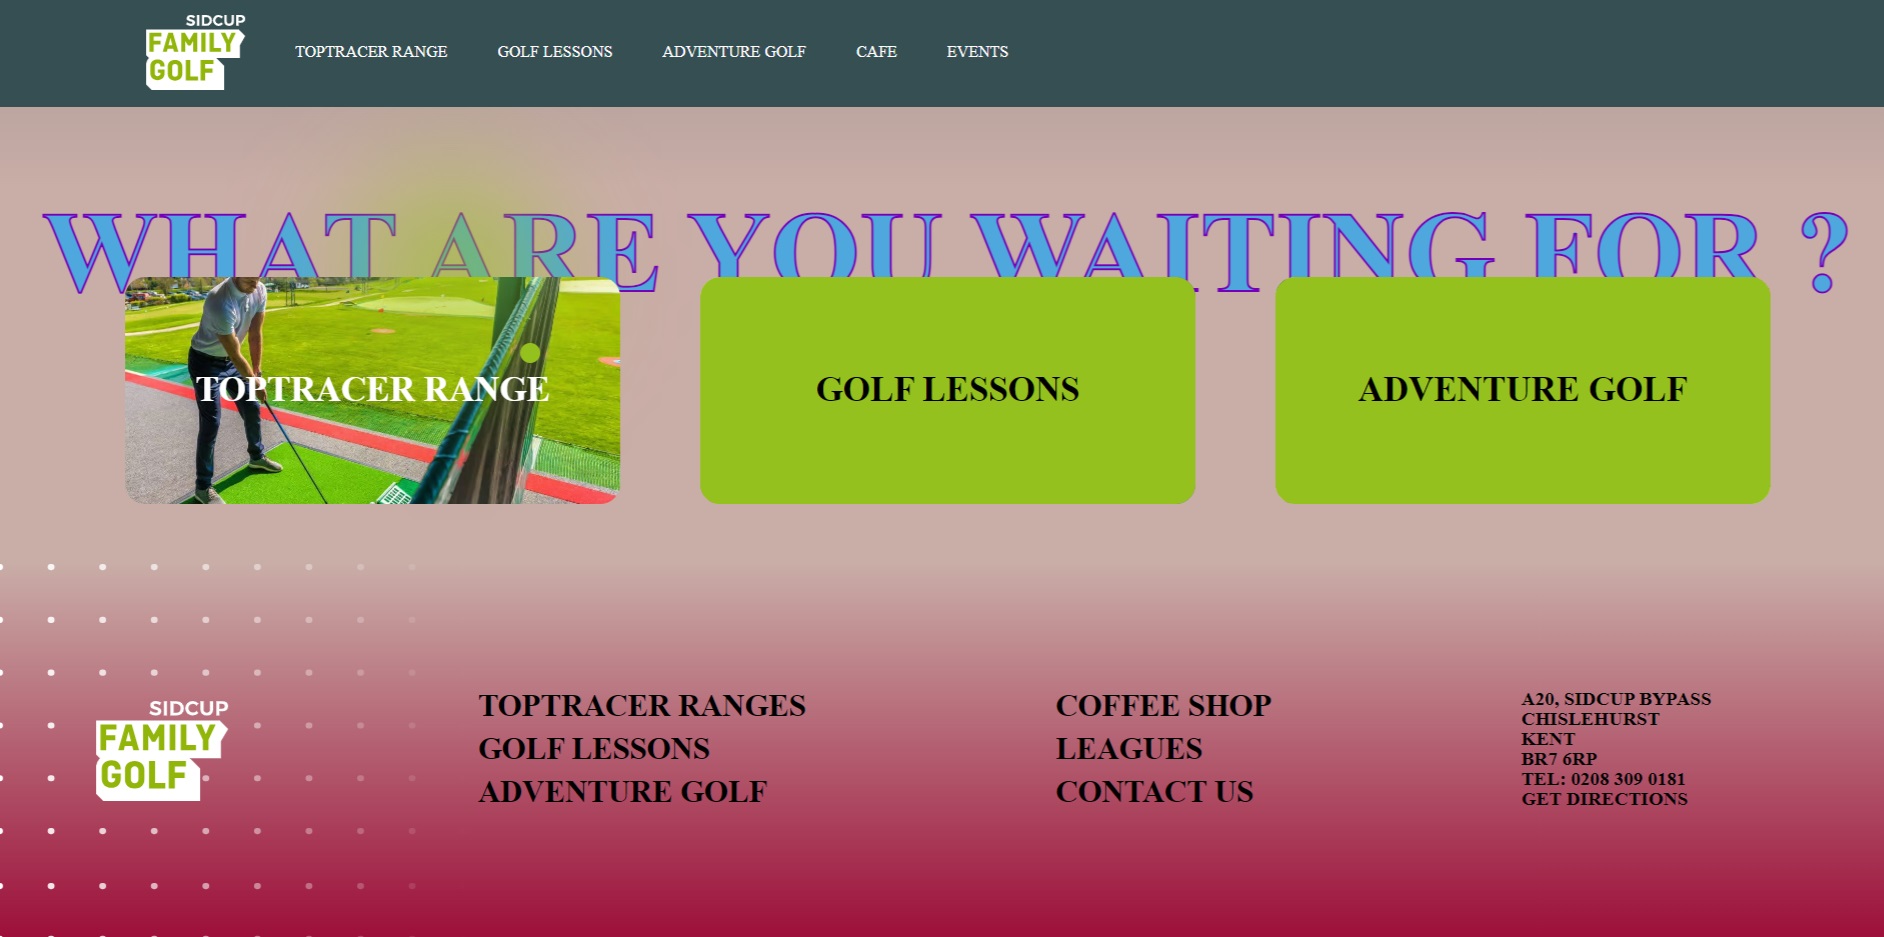 SIDCUP
FAMILY
GOLF
TOPTRACER RANGE
GOLF LESSONS
ADVENTURE GOLF
CAFE
EVENTS
WHAT ARE YOU WAITING FOR ?
TOPTRACER RANGE
GOLF LESSONS
ADVENTURE GOLF
SIDCUP
FAMILY
GOLF
TOPTRACER RANGES
GOLF LESSONS
ADVENTURE GOLF
COFFEE SHOP
LEAGUES
CONTACT US
A20, SIDCUP BYPASS
CHISLEHURST
KENT
BR7 6RP
TEL: 0208 309 0181
GET DIRECTIONS